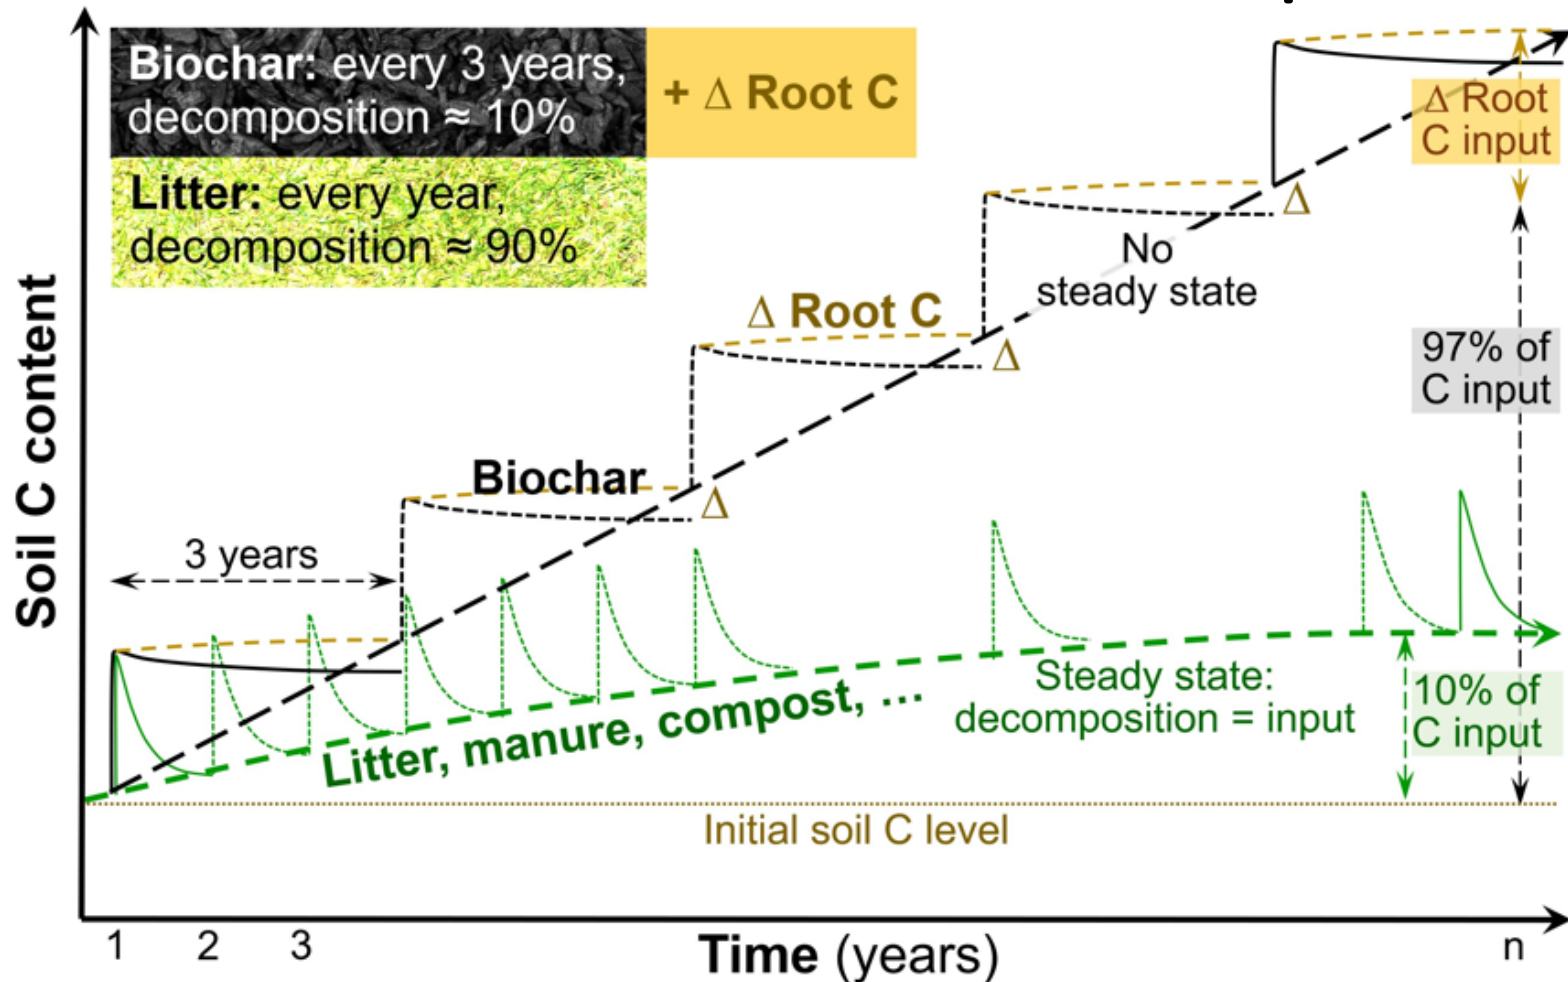 Biochar: every 3 years,
decomposition ≈ 10%
+ Δ Root C
Litter: every year,
decomposition ≈ 90%
Δ Root
C input
Δ
No
steady state
Δ Root C
Δ
97% of
C input
Biochar
Δ
3 years
Steady state:
decomposition = input
10% of
C input
Litter, manure, compost, ...
Initial soil C level
Soil C content
1 2 3 n
Time (years)